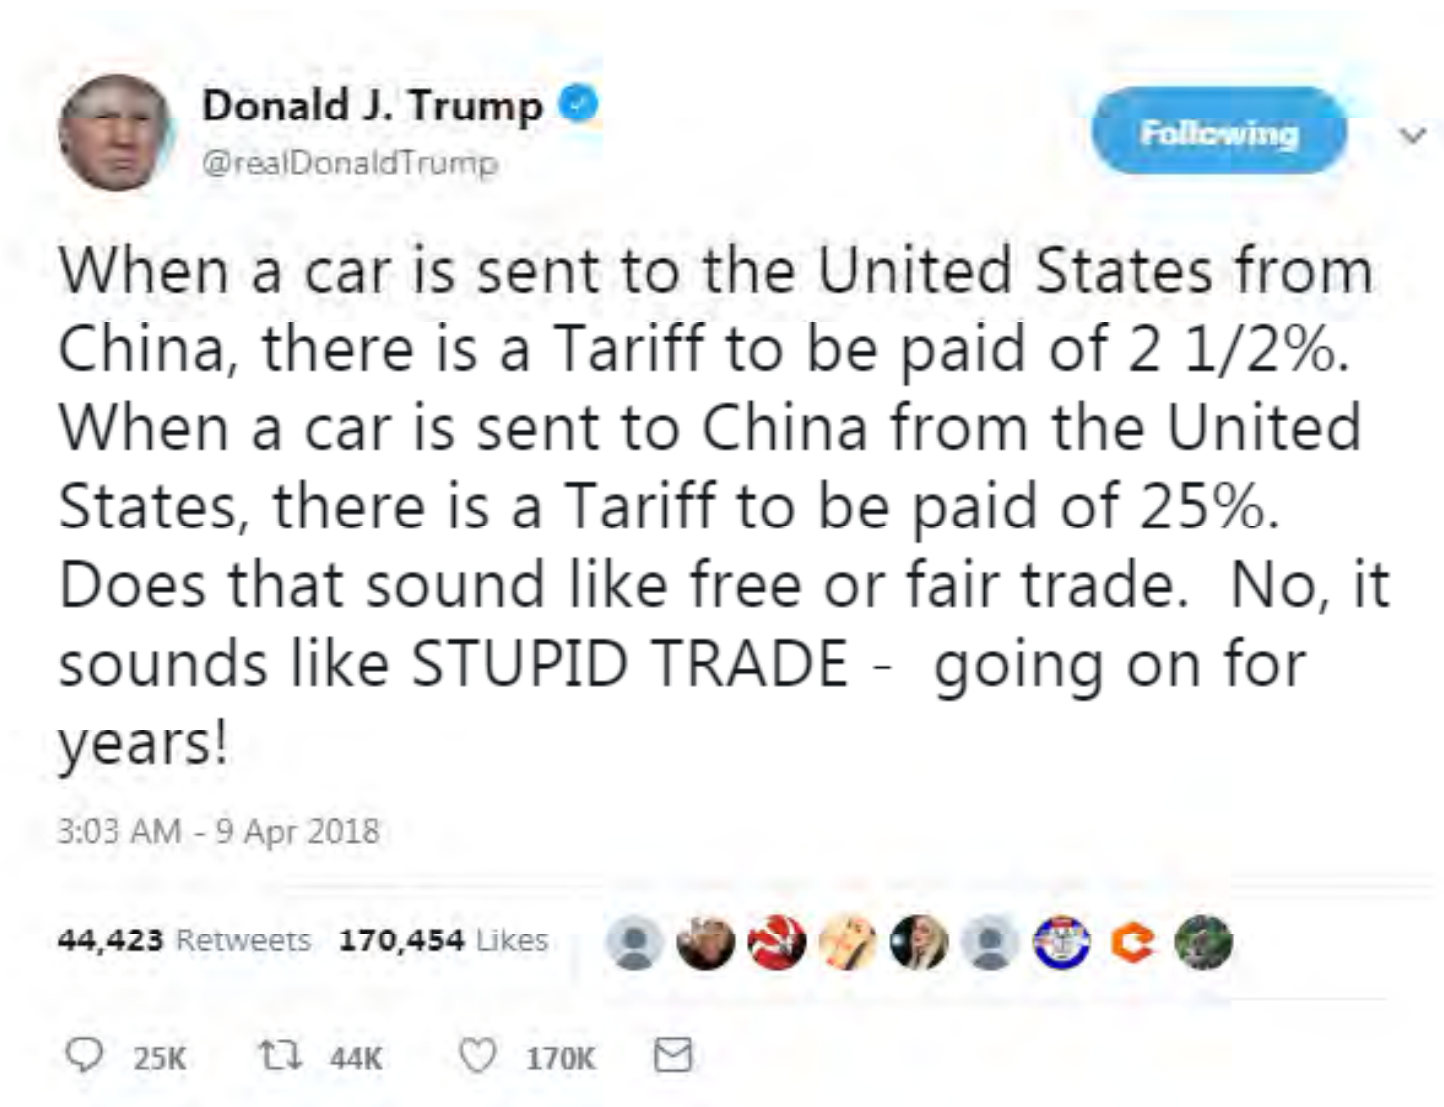 Donald J. Trump
@realDonaldTrump
Following
When a car is sent to the United States from
China, there is a Tariff to be paid of 2 1/2%.
When a car is sent to China from the United
States, there is a Tariff to be paid of 25%.
Does that sound like free or fair trade.  No, it
sounds like STUPID TRADE -  going on for
years!
3:03 AM - 9 Apr 2018
44,423 Retweets 170,454 Likes
25K 44K 170K